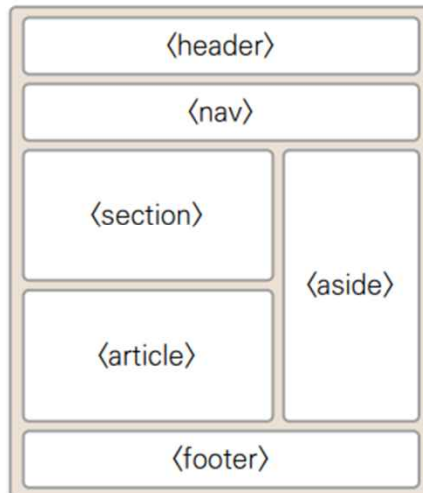 〈header〉
〈nav〉
〈section〉
〈aside〉
〈article〉
〈footer〉